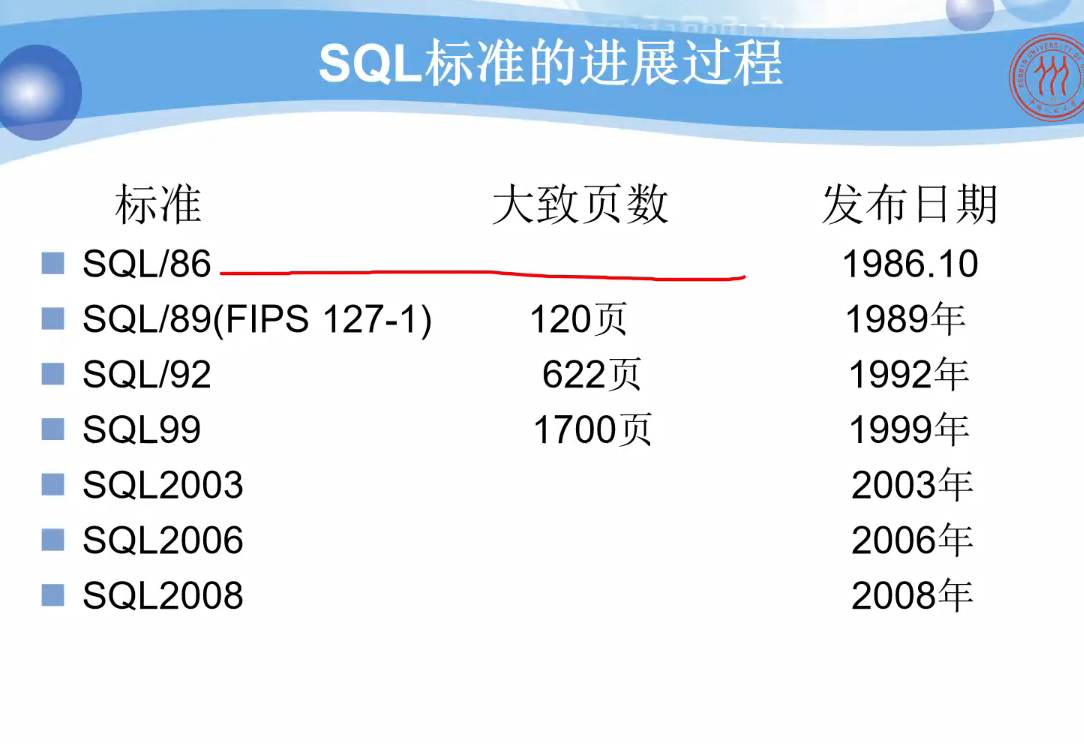 SQL标准的进展过程
标准 大致页数 发布日期
SQL/86 1986.10
SQL/89(FIPS 127-1) 120页 1989年
SQL/92 622页 1992年
SQL99 1700页 1999年
SQL2003 2003年
SQL2006 2006年
SQL2008 2008年